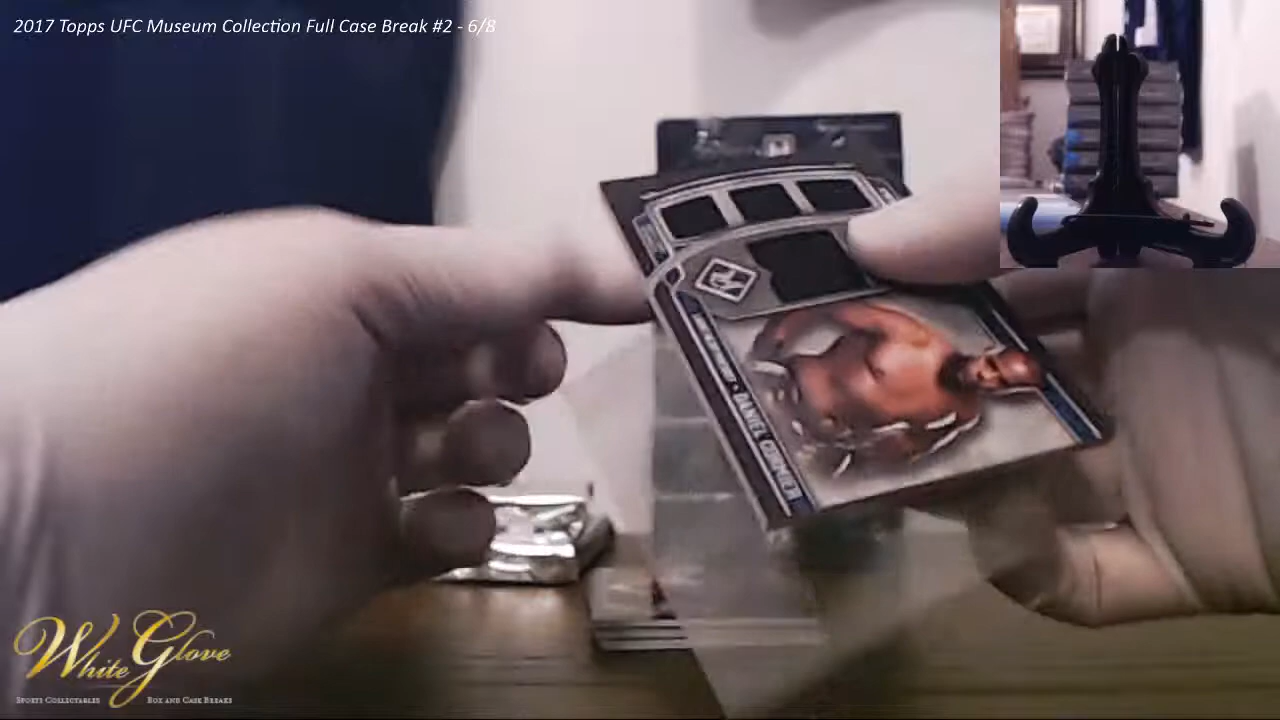 2017 Topps UFC Museum Collection Full Case Break #2 - 6/8
DANIEL CORMIER
White Glove
SPORTS COLLECTABLES BOX AND CASE BREAKS